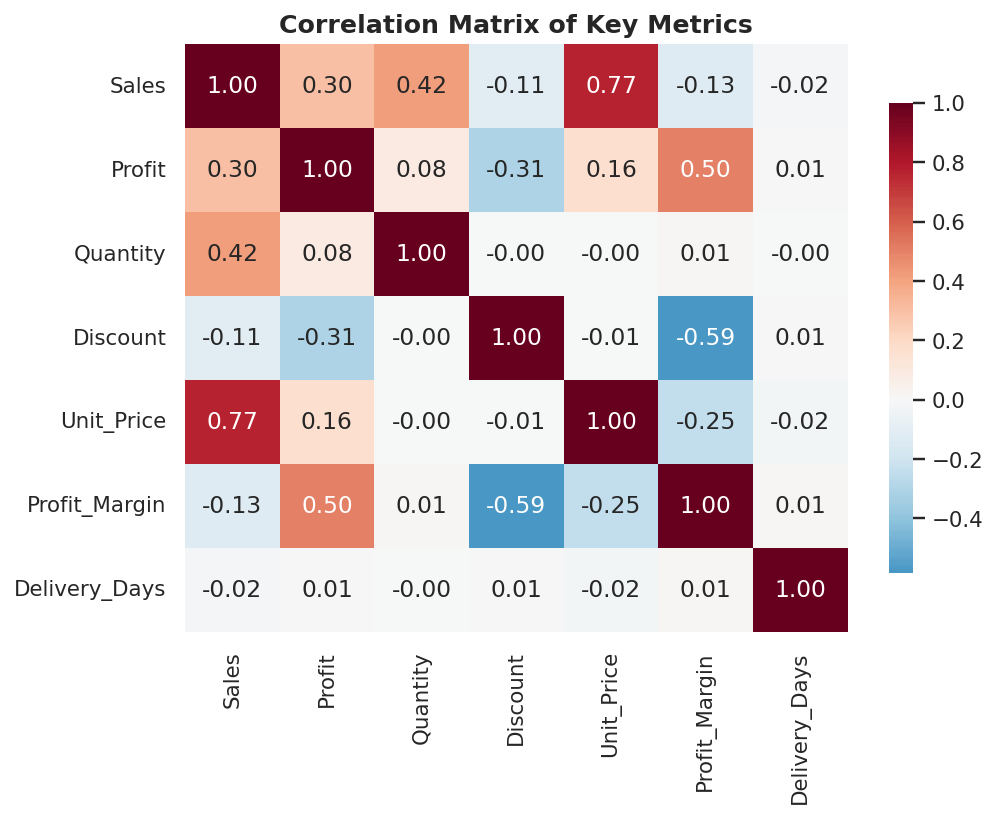 Correlation Matrix of Key Metrics
Sales 1.00 0.30 0.42 -0.11 0.77 -0.13 -0.02
Profit 0.30 1.00 0.08 -0.31 0.16 0.50 0.01
Quantity 0.42 0.08 1.00 -0.00 -0.00 0.01 -0.00
Discount -0.11 -0.31 -0.00 1.00 -0.01 -0.59 0.01
Unit_Price 0.77 0.16 -0.00 -0.01 1.00 -0.25 -0.02
Profit_Margin -0.13 0.50 0.01 -0.59 -0.25 1.00 0.01
Delivery_Days -0.02 0.01 -0.00 0.01 -0.02 0.01 1.00
Sales
Profit
Quantity
Discount
Unit_Price
Profit_Margin
Delivery_Days
1.0
0.8
0.6
0.4
0.2
0.0
−0.2
−0.4